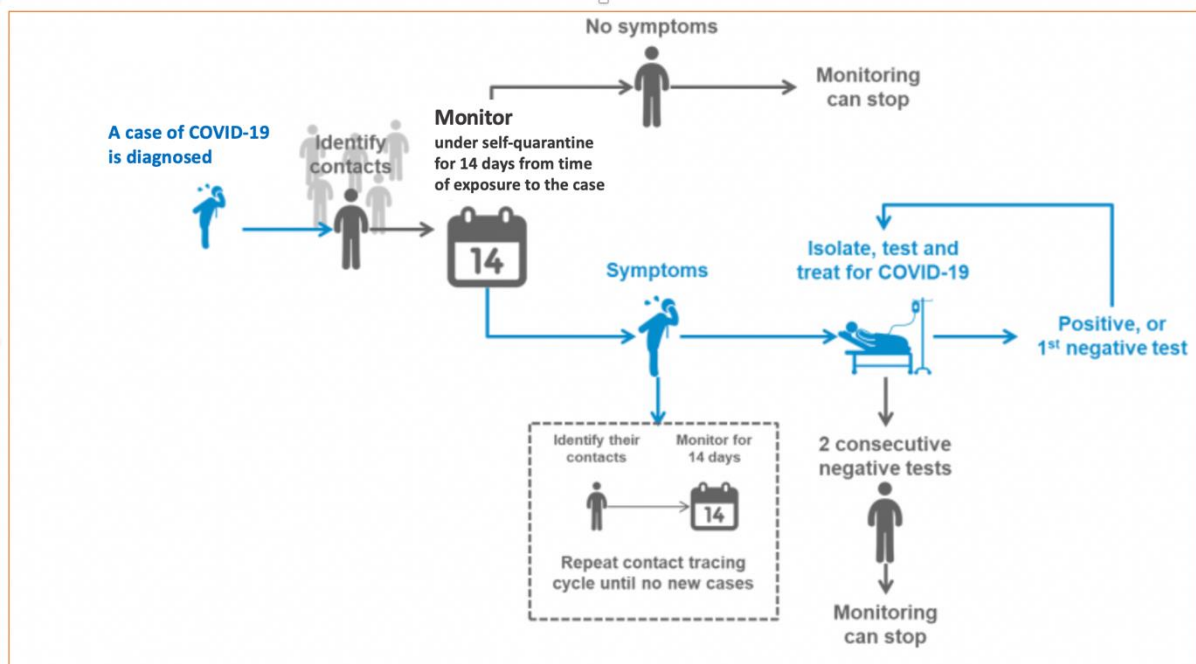 No symptoms
Monitoring
can stop
A case of COVID-19
is diagnosed
Identify
contacts
Monitor
under self-quarantine
for 14 days from time
of exposure to the case
14
Symptoms
Isolate, test and
treat for COVID-19
Positive, or
1st negative test
Identify their
contacts
Monitor for
14 days
14
Repeat contact tracing
cycle until no new cases
2 consecutive
negative tests
Monitoring
can stop